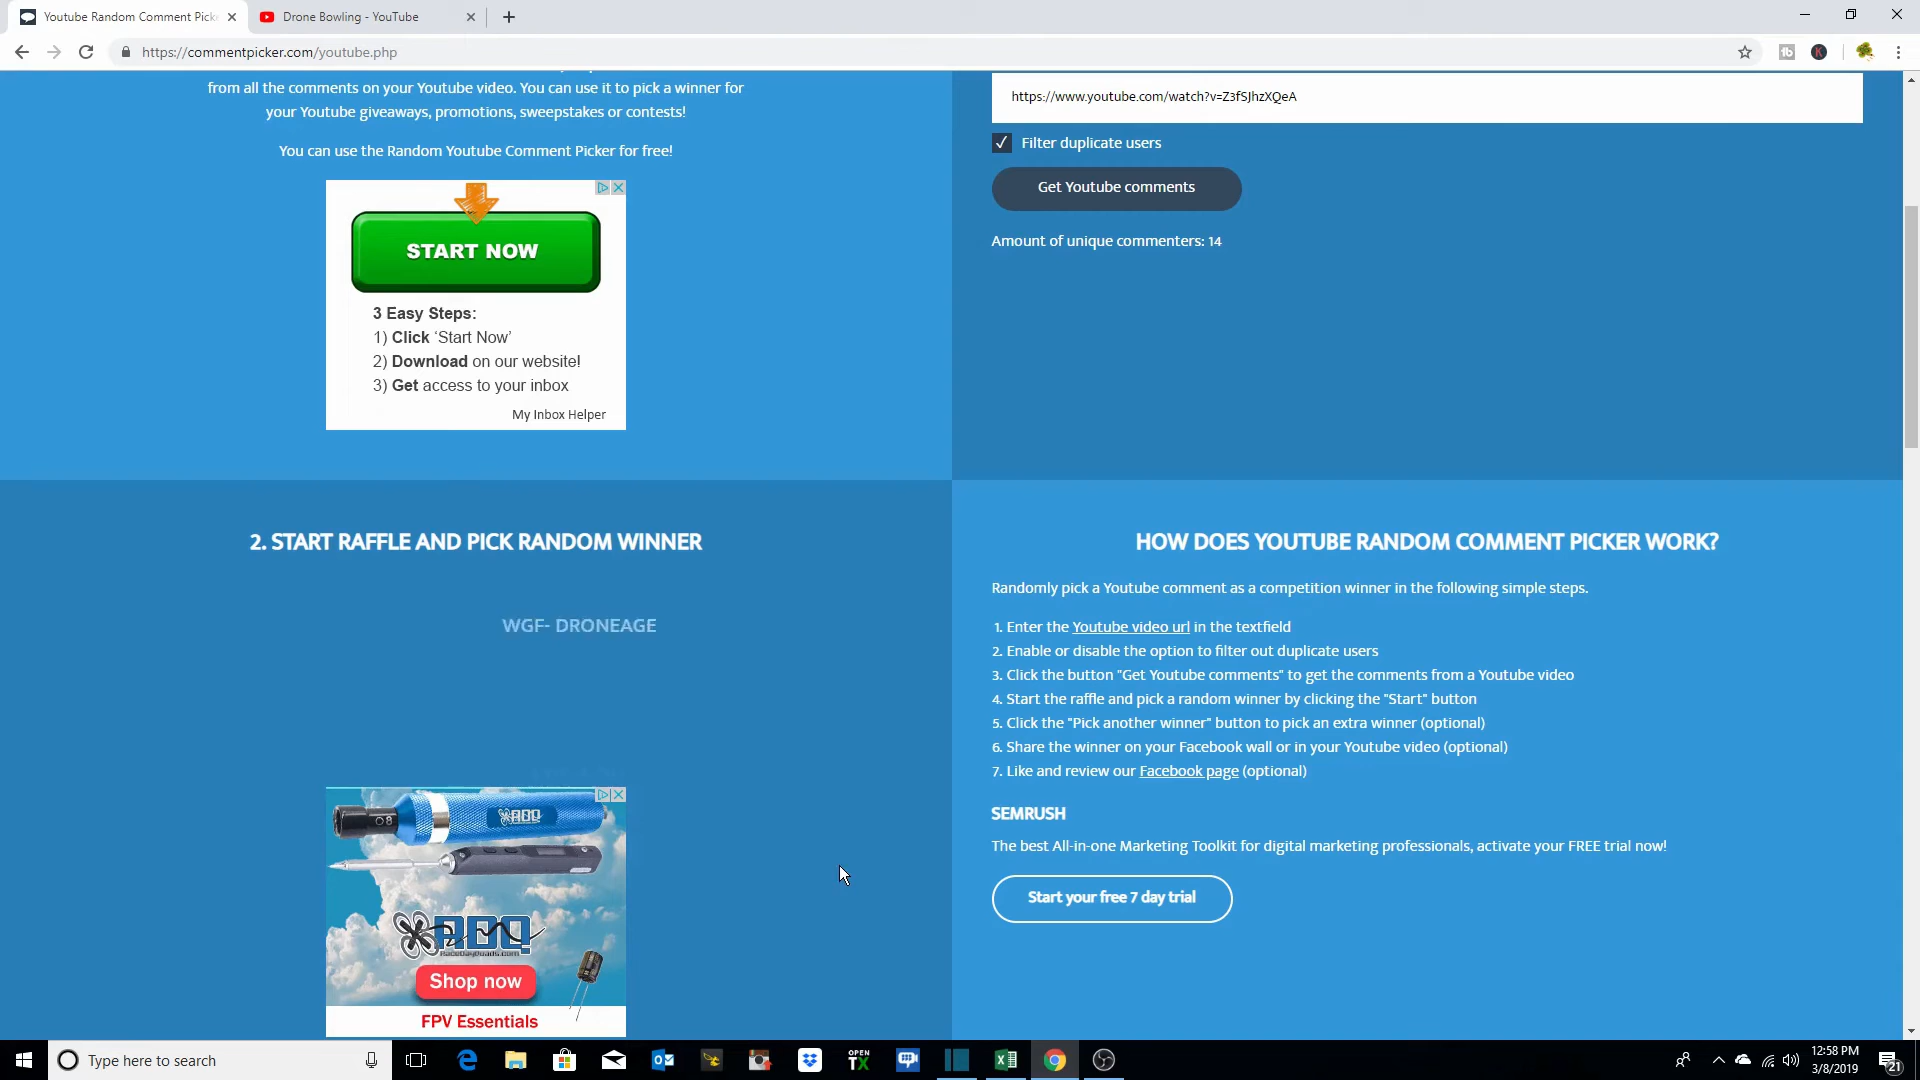 Youtube Random Comment Picke
Drone Bowling - YouTube
https://commentpicker.com/youtube.php
from all the comments on your Youtube video. You can use it to pick a winner for
your Youtube giveaways, promotions, sweepstakes or contests!
You can use the Random Youtube Comment Picker for free!
START NOW
3 Easy Steps:
1) Click ‘Start Now’
2) Download on our website!
3) Get access to your inbox
My Inbox Helper
https://www.youtube.com/watch?v=Z3fSJhzXQeA
Filter duplicate users
Get Youtube comments
Amount of unique commenters: 14
2. START RAFFLE AND PICK RANDOM WINNER
WGF- DRONEAGE
RDQ
RaceDayQuads.com
Shop now
FPV Essentials
HOW DOES YOUTUBE RANDOM COMMENT PICKER WORK?
Randomly pick a Youtube comment as a competition winner in the following simple steps.
1. Enter the Youtube video url in the textfield
2. Enable or disable the option to filter out duplicate users
3. Click the button "Get Youtube comments" to get the comments from a Youtube video
4. Start the raffle and pick a random winner by clicking the "Start" button
5. Click the "Pick another winner" button to pick an extra winner (optional)
6. Share the winner on your Facebook wall or in your Youtube video (optional)
7. Like and review our Facebook page (optional)
SEMRUSH
The best All-in-one Marketing Toolkit for digital marketing professionals, activate your FREE trial now!
Start your free 7 day trial
Type here to search
OPEN
TX
12:58 PM
3/8/2019
21